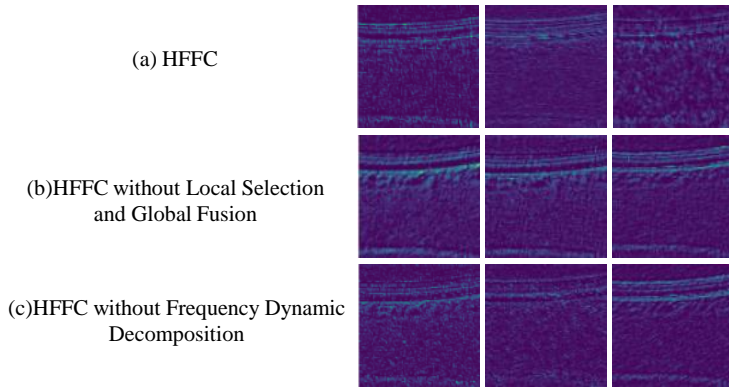 (a) HFFC
(b)HFFC without Local Selection
and Global Fusion
(c)HFFC without Frequency Dynamic
Decomposition